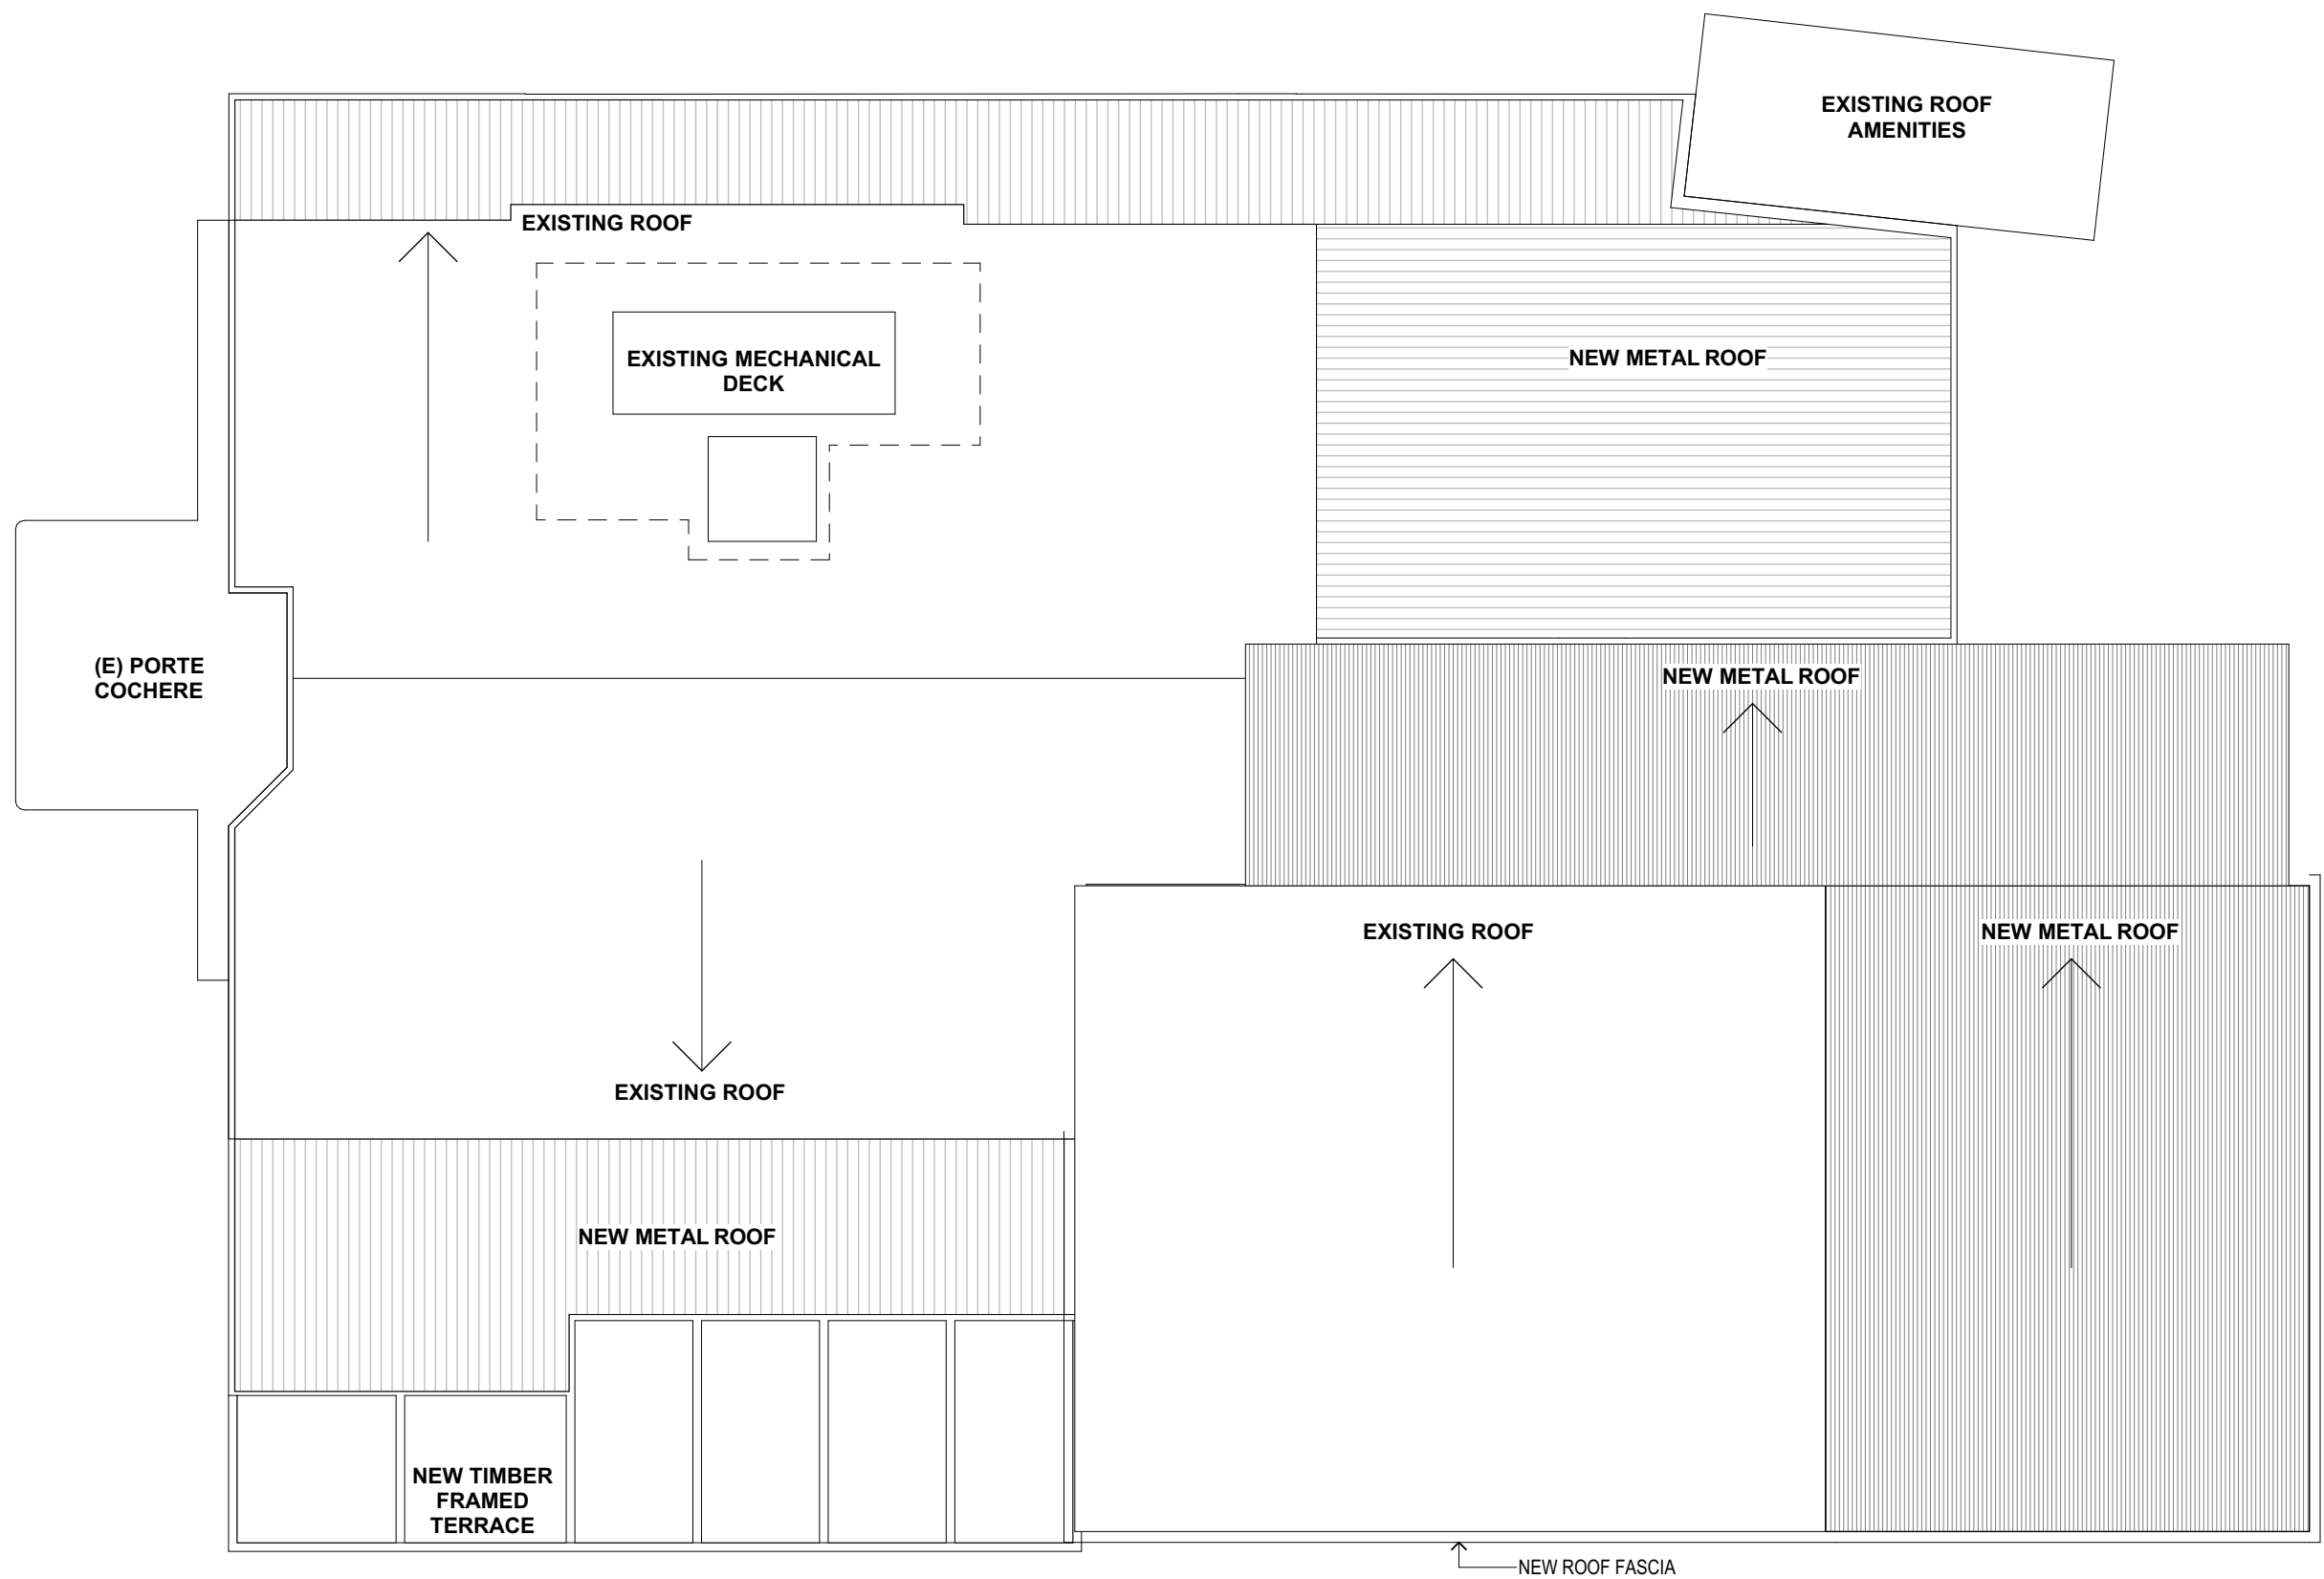 EXISTING ROOF
AMENITIES
EXISTING ROOF
EXISTING MECHANICAL
DECK
NEW METAL ROOF
(E) PORTE
COCHERE
NEW METAL ROOF
EXISTING ROOF
NEW METAL ROOF
EXISTING ROOF
NEW METAL ROOF
NEW TIMBER
FRAMED
TERRACE
NEW ROOF FASCIA